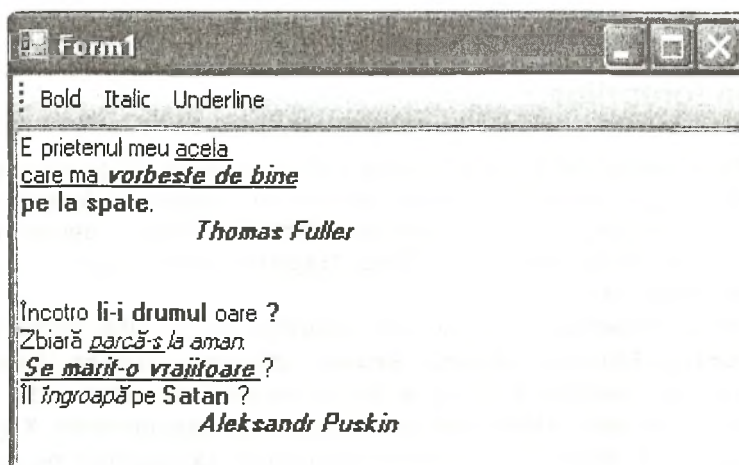 Form1
Bold Italic Underline
E prietenul meu acela
care ma vorbeste de bine
pe la spate.
Thomas Fuller
Încotro li-i drumul oare ?
Zbiară parcă-s la aman.
Se marit-o vrajitoare ?
Îl îngroapă pe Satan ?
Aleksandr Puskin